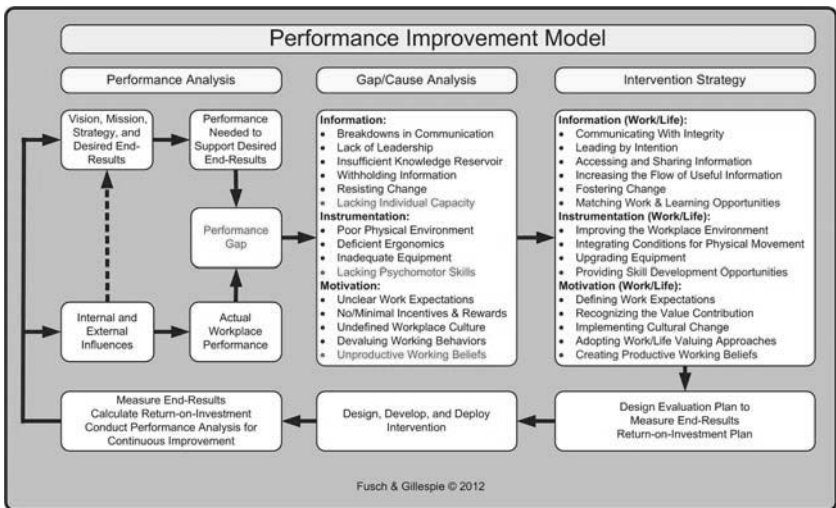 Performance Improvement Model
Performance Analysis
Gap/Cause Analysis
Intervention Strategy
Vision, Mission,
Strategy, and
Desired End-
Results
Performance
Needed to
Support Desired
End-Results
Performance
Gap
Internal and
External
Influences
Actual
Workplace
Performance
Information:
• Breakdowns in Communication
• Lack of Leadership
• Insufficient Knowledge Reservoir
• Withholding Information
• Resisting Change
• Lacking Individual Capacity
Instrumentation:
• Poor Physical Environment
• Deficient Ergonomics
• Inadequate Equipment
• Lacking Psychomotor Skills
Motivation:
• Unclear Work Expectations
• No/Minimal Incentives & Rewards
• Undefined Workplace Culture
• Devaluing Working Behaviors
• Unproductive Working Beliefs
Information (Work/Life):
• Communicating With Integrity
• Leading by Intention
• Accessing and Sharing Information
• Increasing the Flow of Useful Information
• Fostering Change
• Matching Work & Learning Opportunities
Instrumentation (Work/Life):
• Improving the Workplace Environment
• Integrating Conditions for Physical Movement
• Upgrading Equipment
• Providing Skill Development Opportunities
Motivation (Work/Life):
• Defining Work Expectations
• Recognizing the Value Contribution
• Implementing Cultural Change
• Adopting Work/Life Valuing Approaches
• Creating Productive Working Beliefs
Measure End-Results
Calculate Return-on-Investment
Conduct Performance Analysis for
Continuous Improvement
Design, Develop, and Deploy
Intervention
Design Evaluation Plan to
Measure End-Results
Return-on-Investment Plan
Fusch & Gillespie © 2012